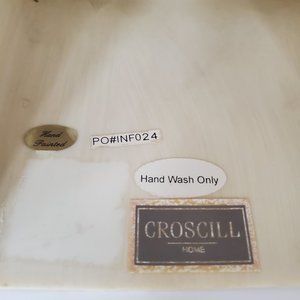 Hand
Painted
PO#INF024
Hand Wash Only
CROSCILL
HOME